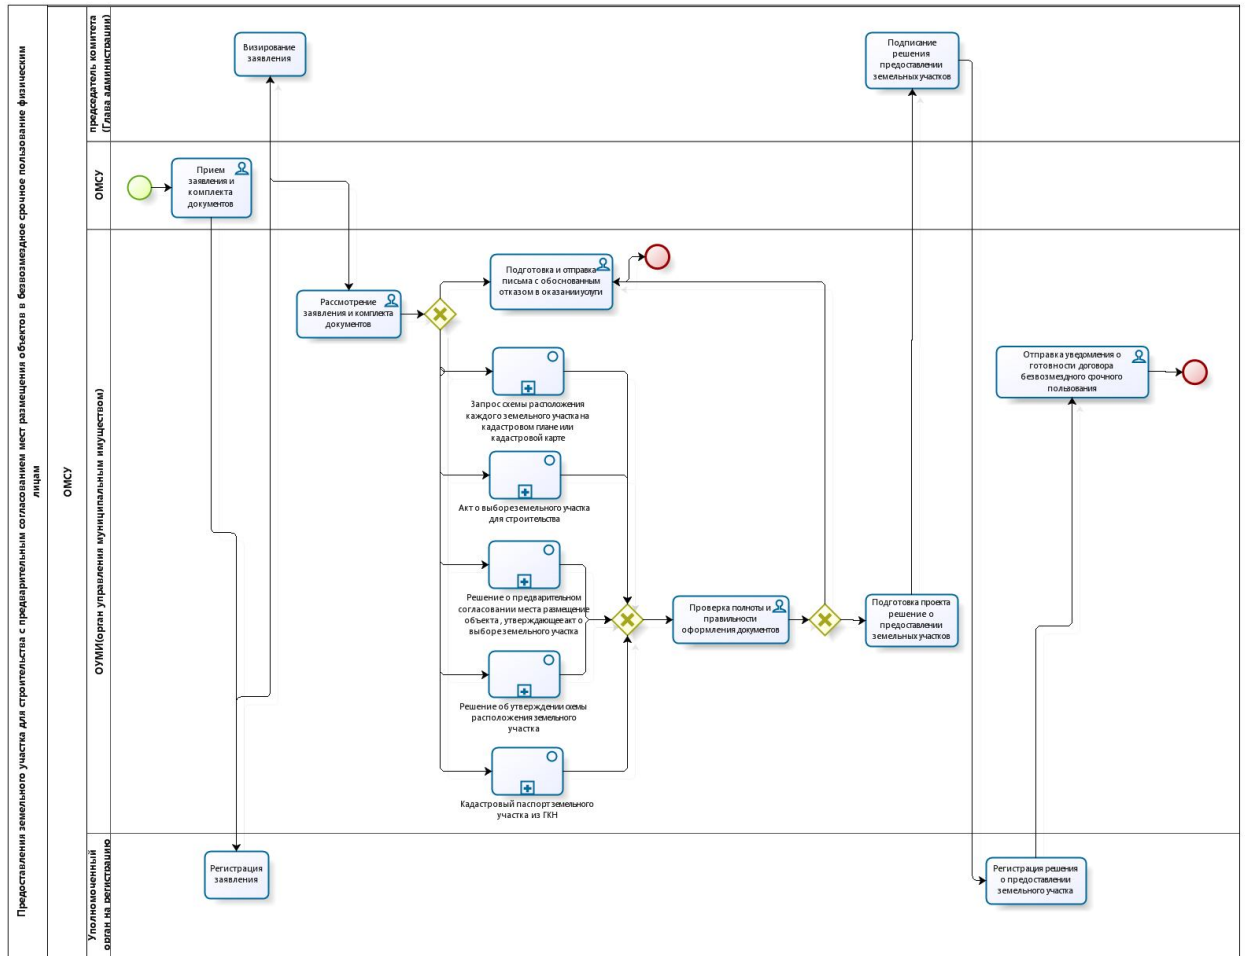 Предоставления земельного участка для строительства с предварительным согласованием мест размещения объектов в безвозмездное срочное пользование физическим
лицам
ОМСУ
председатель комитета
(Глава администрации)
Визирование
заявления
Подписание
решения
предоставлении
земельных участков
ОМСУ
Прием
заявления и
комплекта
документов
ОУМИ(орган управления муниципальным имуществом)
Рассмотрение
заявления и комплекта
документов
Подготовка и отправка
письма с обоснованным
отказом в оказании услуги
Запрос схемы расположения
каждого земельного участка на
кадастровом плане или
кадастровой карте
Акт о выборе земельного участка
для строительства
Решение о предварительном
согласовании места размещение
объекта , утверждающее акт о
выборе земельного участка
Решение об утверждении схемы
расположения земельного
участка
Кадастровый паспорт земельного
участка из ГКН
Проверка полноты и
правильности
оформления документов
Подготовка проекта
решение о
предоставлении
земельных участков
Отправка уведомления о
готовности договора
безвозмездного срочного
пользования
Уполномоченный
орган на регистрацию
Регистрация
заявления
Регистрация решения
о предоставлении
земельного участка